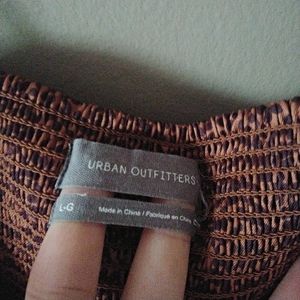 URBAN OUTFITTERS
L-G Made in China / Fabriqué en Chine